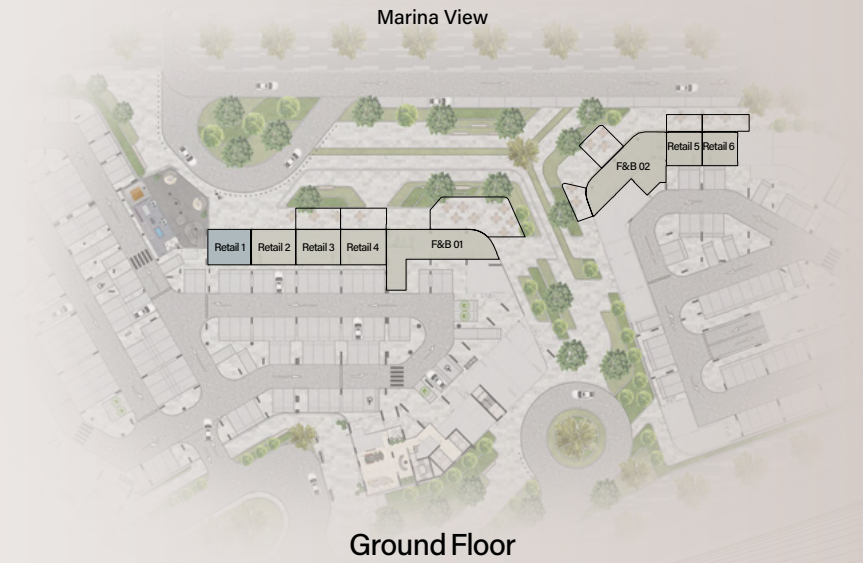 Marina View
Retail 5
Retail 6
F&B 02
Retail 1
Retail 2
Retail 3
Retail 4
F&B 01
Ground Floor